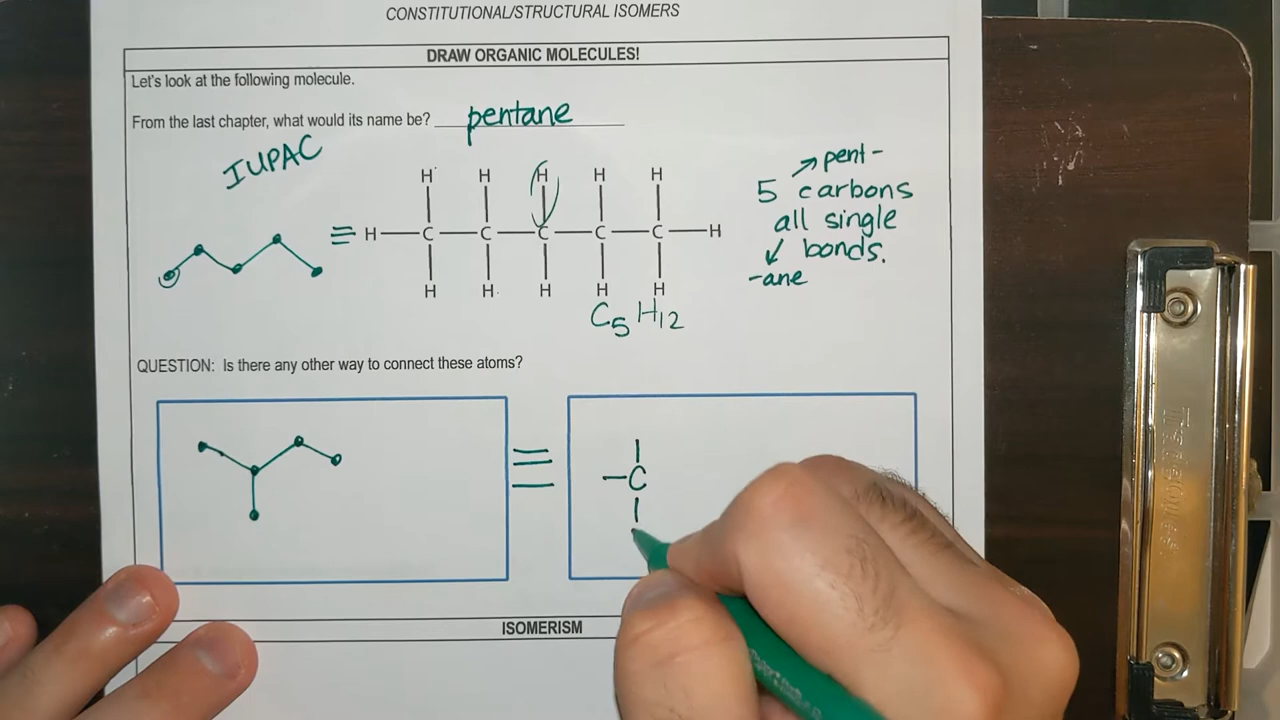 CONSTITUTIONAL/STRUCTURAL ISOMERS
DRAW ORGANIC MOLECULES!
Let's look at the following molecule.
From the last chapter, what would its name be? pentane
IUPAC
H H H H H
H C C C C C H
H H H H H
C5H12
pent-
5 carbons
all single
bonds.
-ane
QUESTION: Is there any other way to connect these atoms?
C
ISOMERISM